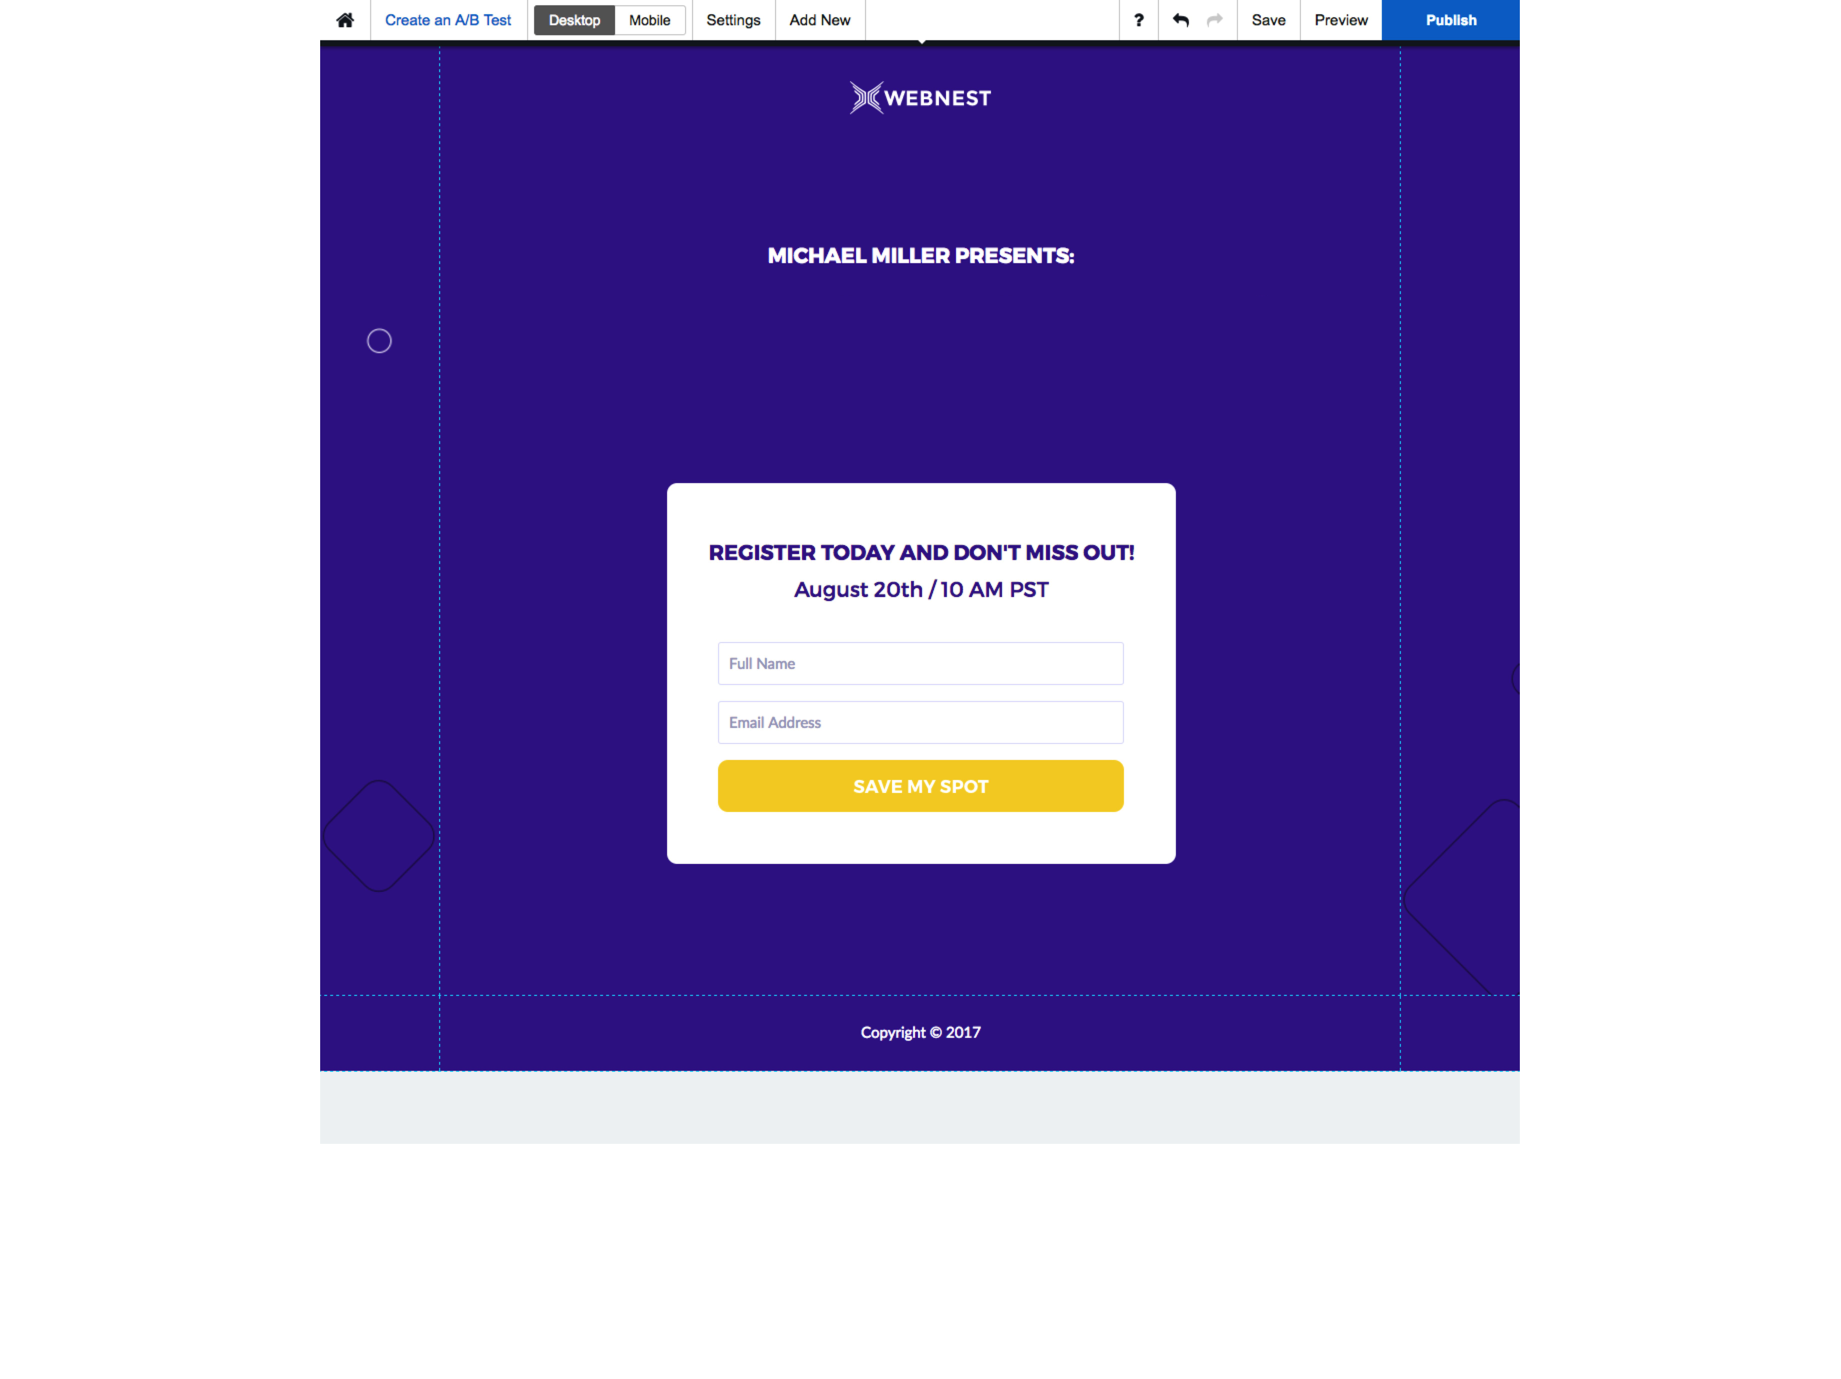 Create an A/B Test Desktop Mobile Settings Add New ? Save Preview Publish
WEBNEST
MICHAEL MILLER PRESENTS:
REGISTER TODAY AND DON'T MISS OUT!
August 20th / 10 AM PST
Full Name
Email Address
SAVE MY SPOT
Copyright © 2017